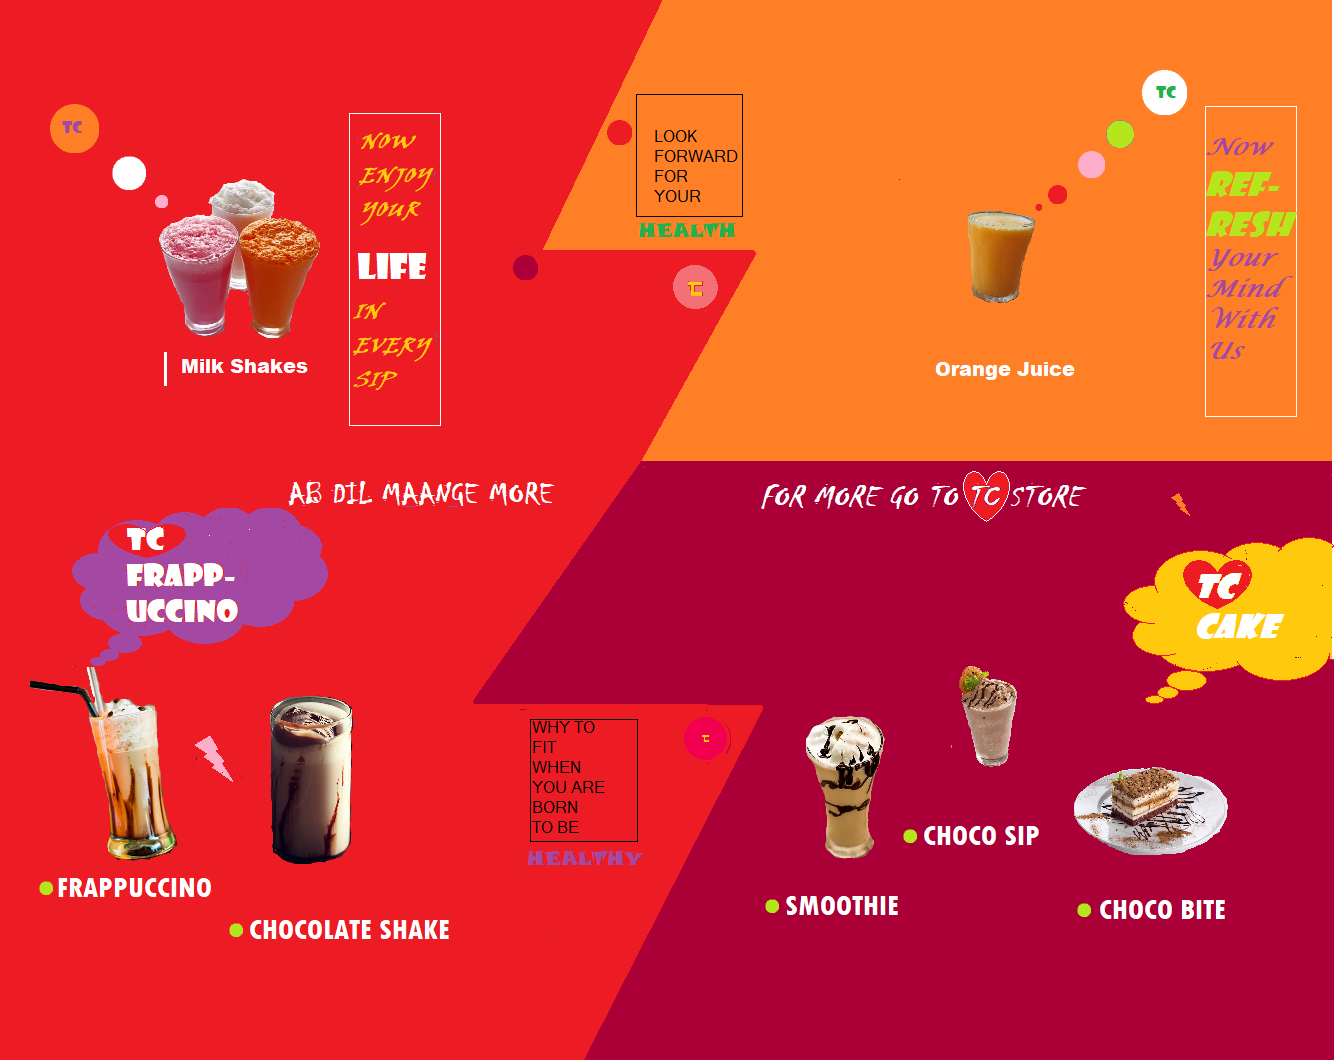 TC
NOW
ENJOY
YOUR
LIFE
IN
EVERY
SIP
Milk Shakes
LOOK
FORWARD
FOR
YOUR
HEALTH
TC
TC
Now
REF-
RESH
Your
Mind
With
Us
Orange Juice
AB DIL MAANGE MORE
TC
FRAPP-
UCCINO
FRAPPUCCINO
CHOCOLATE SHAKE
WHY TO
FIT
WHEN
YOU ARE
BORN
TO BE
HEALTHY
TC
FOR MORE GO TO TC STORE
TC
CAKE
SMOOTHIE
CHOCO SIP
CHOCO BITE